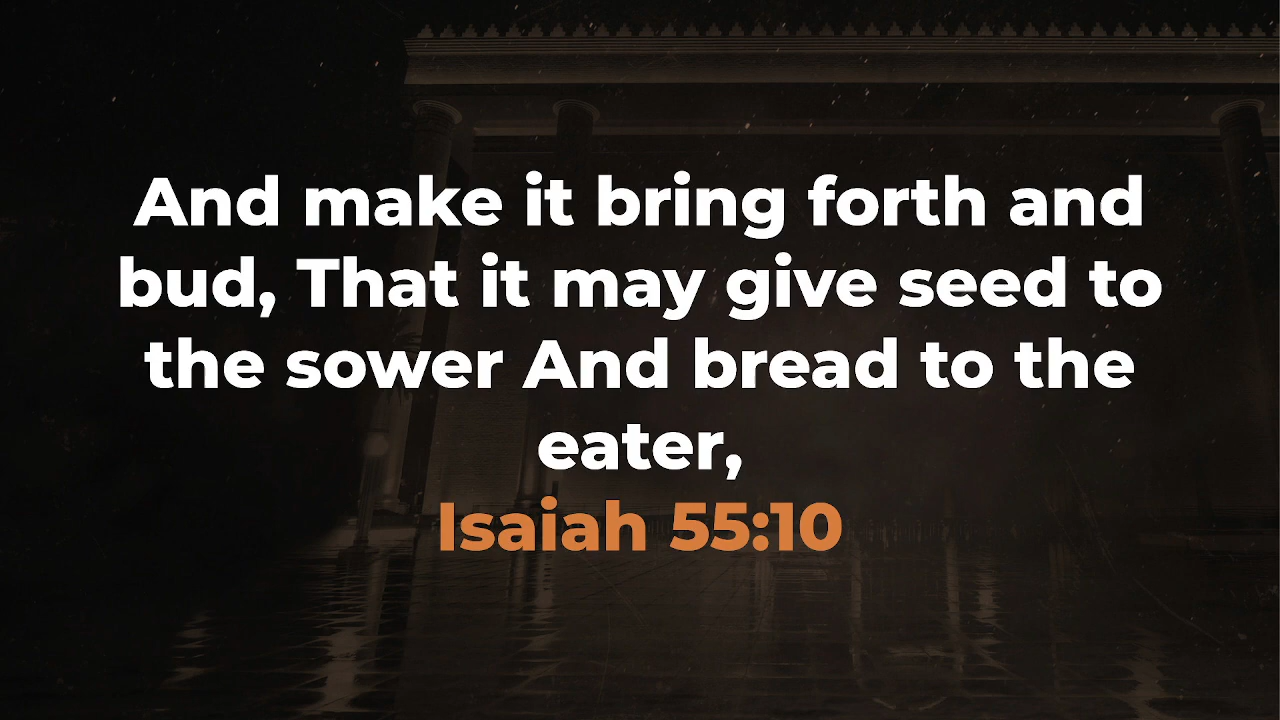 And make it bring forth and
bud, That it may give seed to
the sower And bread to the
eater,
Isaiah 55:10